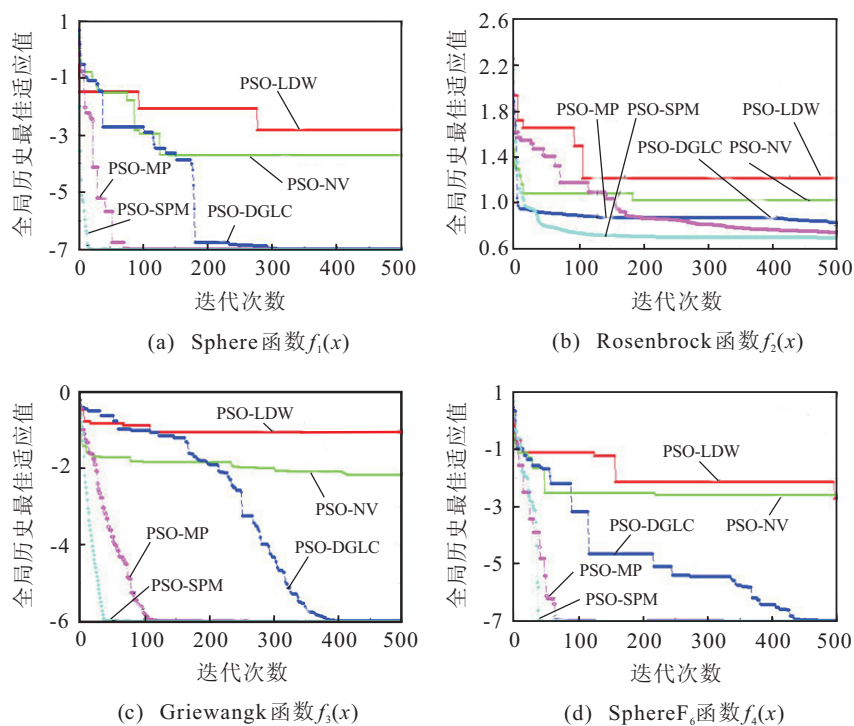 1
-1
-3
-5
-7
0
100
200
300
400
500
全局历史最佳适应值
迭代次数
PSO-LDW
PSO-NV
PSO-MP
PSO-SPM
PSO-DGLC
(a) Sphere函数f₁(x)
2.6
2.2
1.8
1.4
1.0
0.6
0
100
200
300
400
500
全局历史最佳适应值
迭代次数
PSO-MP
PSO-SPM
PSO-LDW
PSO-DGLC
PSO-NV
(b) Rosenbrock函数f₂(x)
0
-2
-4
-6
0
100
200
300
400
500
全局历史最佳适应值
迭代次数
PSO-LDW
PSO-NV
PSO-MP
PSO-DGLC
PSO-SPM
(c) Griewangk函数f₃(x)
1
-1
-3
-5
-7
0
100
200
300
400
500
全局历史最佳适应值
迭代次数
PSO-LDW
PSO-NV
PSO-DGLC
PSO-MP
PSO-SPM
(d) SphereF₆函数f₄(x)